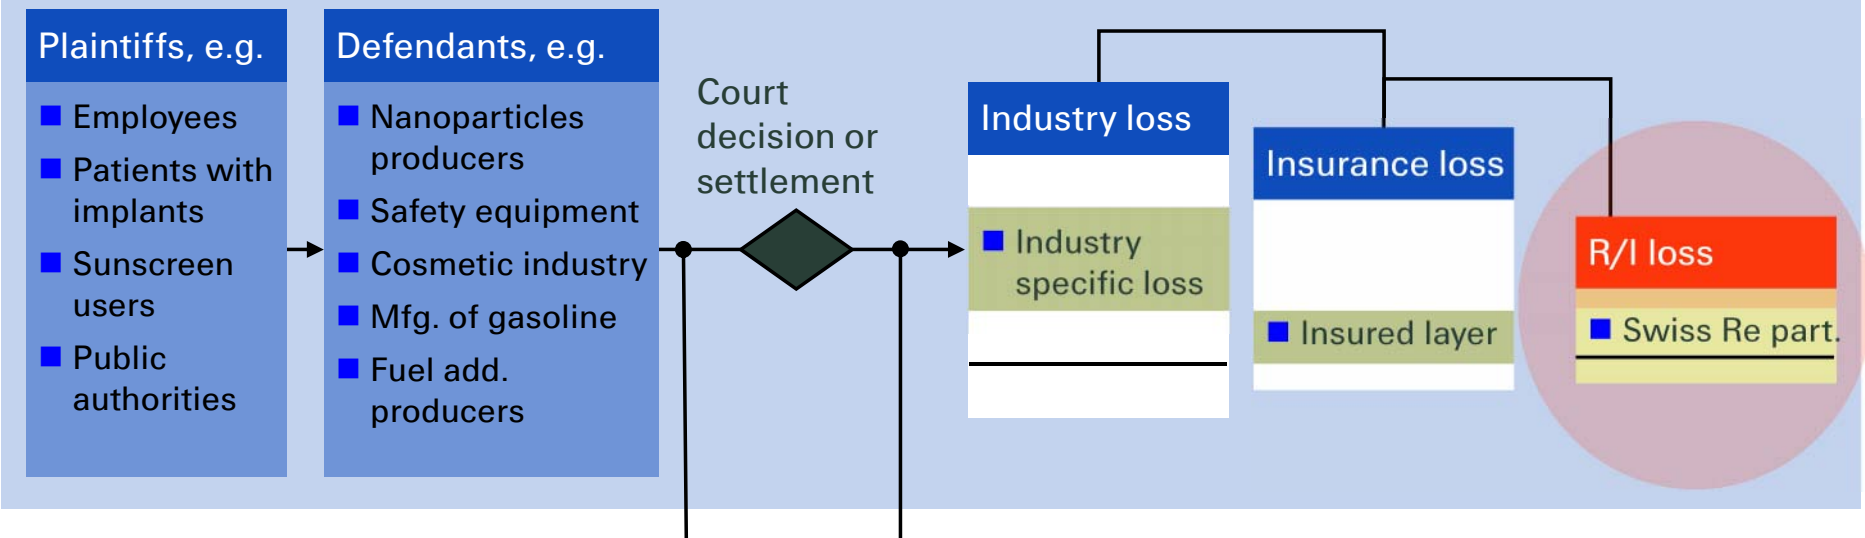 Plaintiffs, e.g.
Employees
Patients with
implants
Sunscreen
users
Public
authorities
Defendants, e.g.
Nanoparticles
producers
Safety equipment
Cosmetic industry
Mfg. of gasoline
Fuel add.
producers
Court
decision or
settlement
Industry loss
Industry
specific loss
Insurance loss
Insured layer
R/I loss
Swiss Re part.